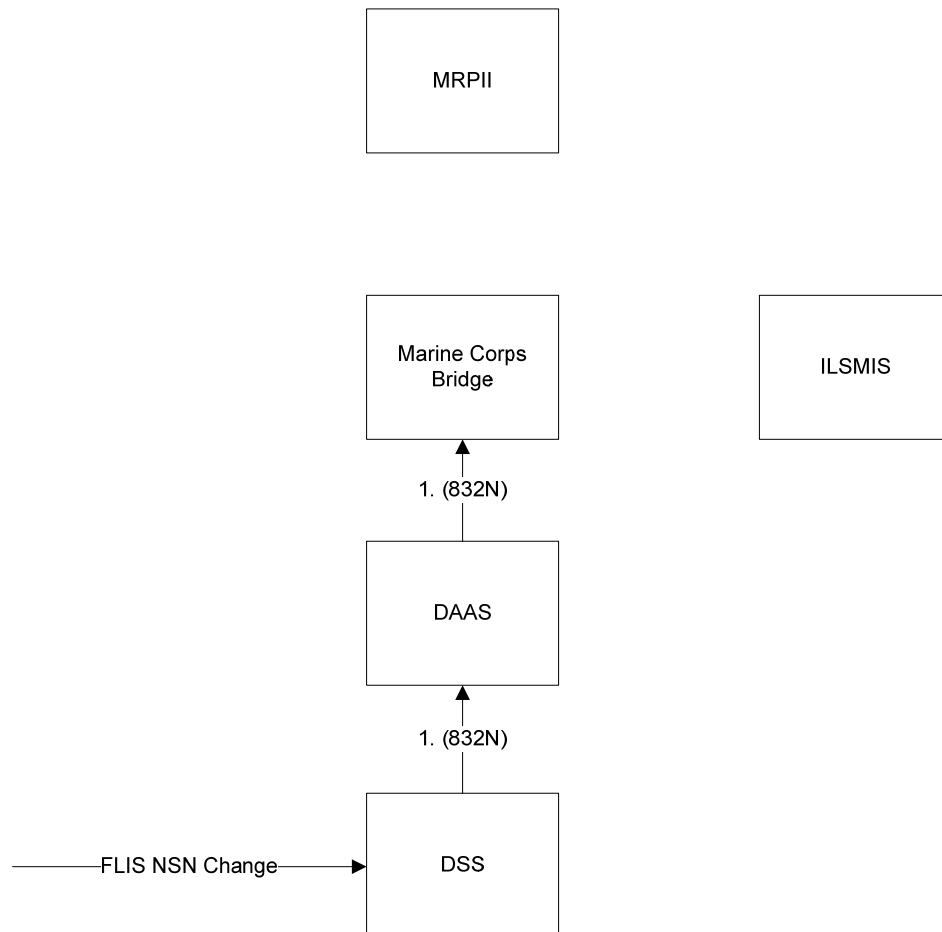 MRPII
Marine Corps
Bridge
ILSMIS
1. (832N)
DAAS
1. (832N)
FLIS NSN Change
DSS